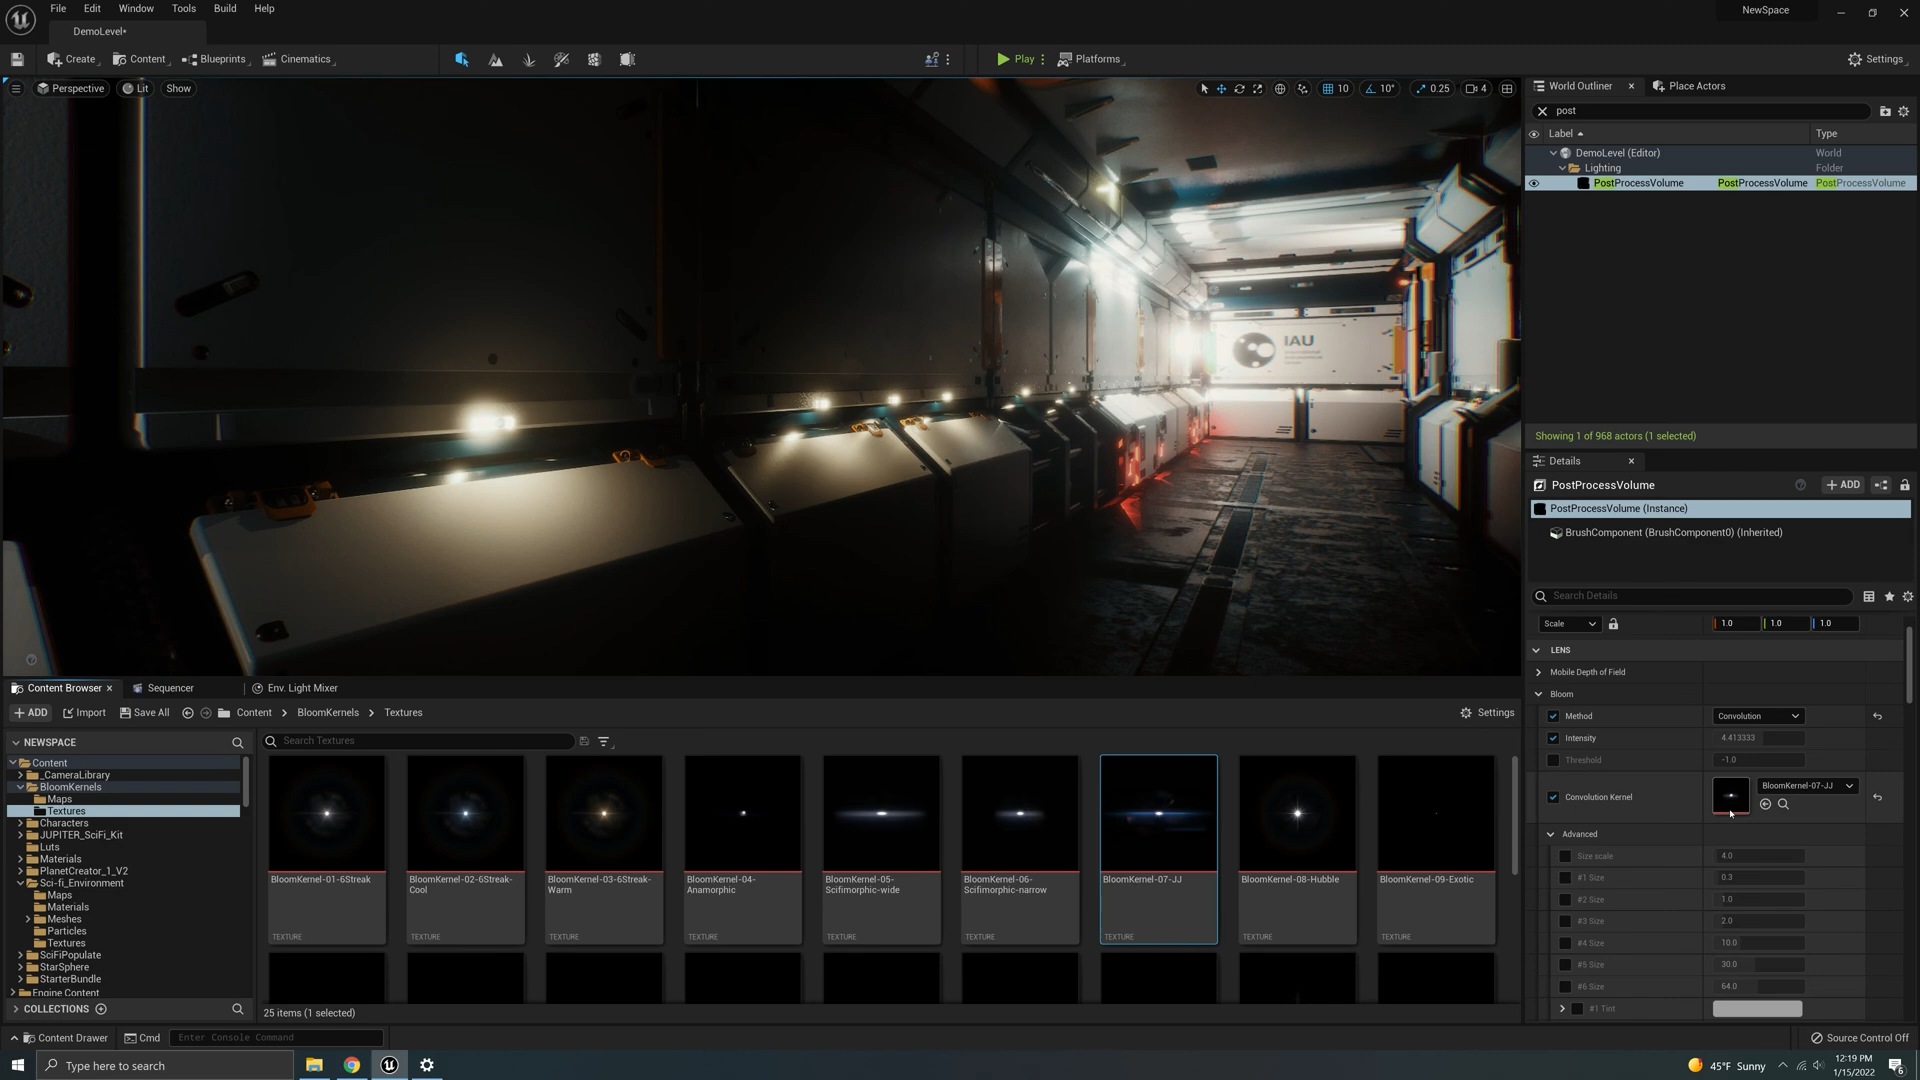 File Edit Window Tools Build Help
NewSpace
DemoLevel*
Create Content Blueprints Cinematics Play Platforms Settings
Perspective Lit Show 10 10° 0.25 4
World Outliner Place Actors
post
Label Type
DemoLevel (Editor) World
Lighting Folder
PostProcessVolume PostProcessVolume PostProcessVolume
IAU
Showing 1 of 968 actors (1 selected)
Details
PostProcessVolume ADD
PostProcessVolume (Instance)
BrushComponent (BrushComponent0) (Inherited)
Search Details
Scale 1.0 1.0 1.0
LENS
Mobile Depth of Field
Bloom
Method Convolution
Intensity 4.413333
Threshold -1.0
Convolution Kernel BloomKernel-07-JJ
Advanced
Size scale 4.0
#1 Size 0.3
#2 Size 1.0
#3 Size 2.0
#4 Size 10.0
#5 Size 30.0
#6 Size 64.0
#1 Tint
Content Browser Sequencer Env. Light Mixer
ADD Import Save All Content BloomKernels Textures Settings
NEWSPACE
Search Textures
Content
_CameraLibrary
BloomKernels
Maps
Textures
Characters
JUPITER_SciFi_Kit
Luts
Materials
PlanetCreator_1_V2
Sci-fi_Environment
Maps
Materials
Meshes
Particles
Textures
SciFiPopulate
StarSphere
StarterBundle
Engine Content
COLLECTIONS
BloomKernel-01-6Streak
TEXTURE
BloomKernel-02-6Streak-
Cool
TEXTURE
BloomKernel-03-6Streak-
Warm
TEXTURE
BloomKernel-04-
Anamorphic
TEXTURE
BloomKernel-05-
Scifimorphic-wide
TEXTURE
BloomKernel-06-
Scifimorphic-narrow
TEXTURE
BloomKernel-07-JJ
TEXTURE
BloomKernel-08-Hubble
TEXTURE
BloomKernel-09-Exotic
TEXTURE
25 items (1 selected)
Content Drawer Cmd Enter Console Command Source Control Off
Type here to search
45°F Sunny
12:19 PM
1/15/2022
6